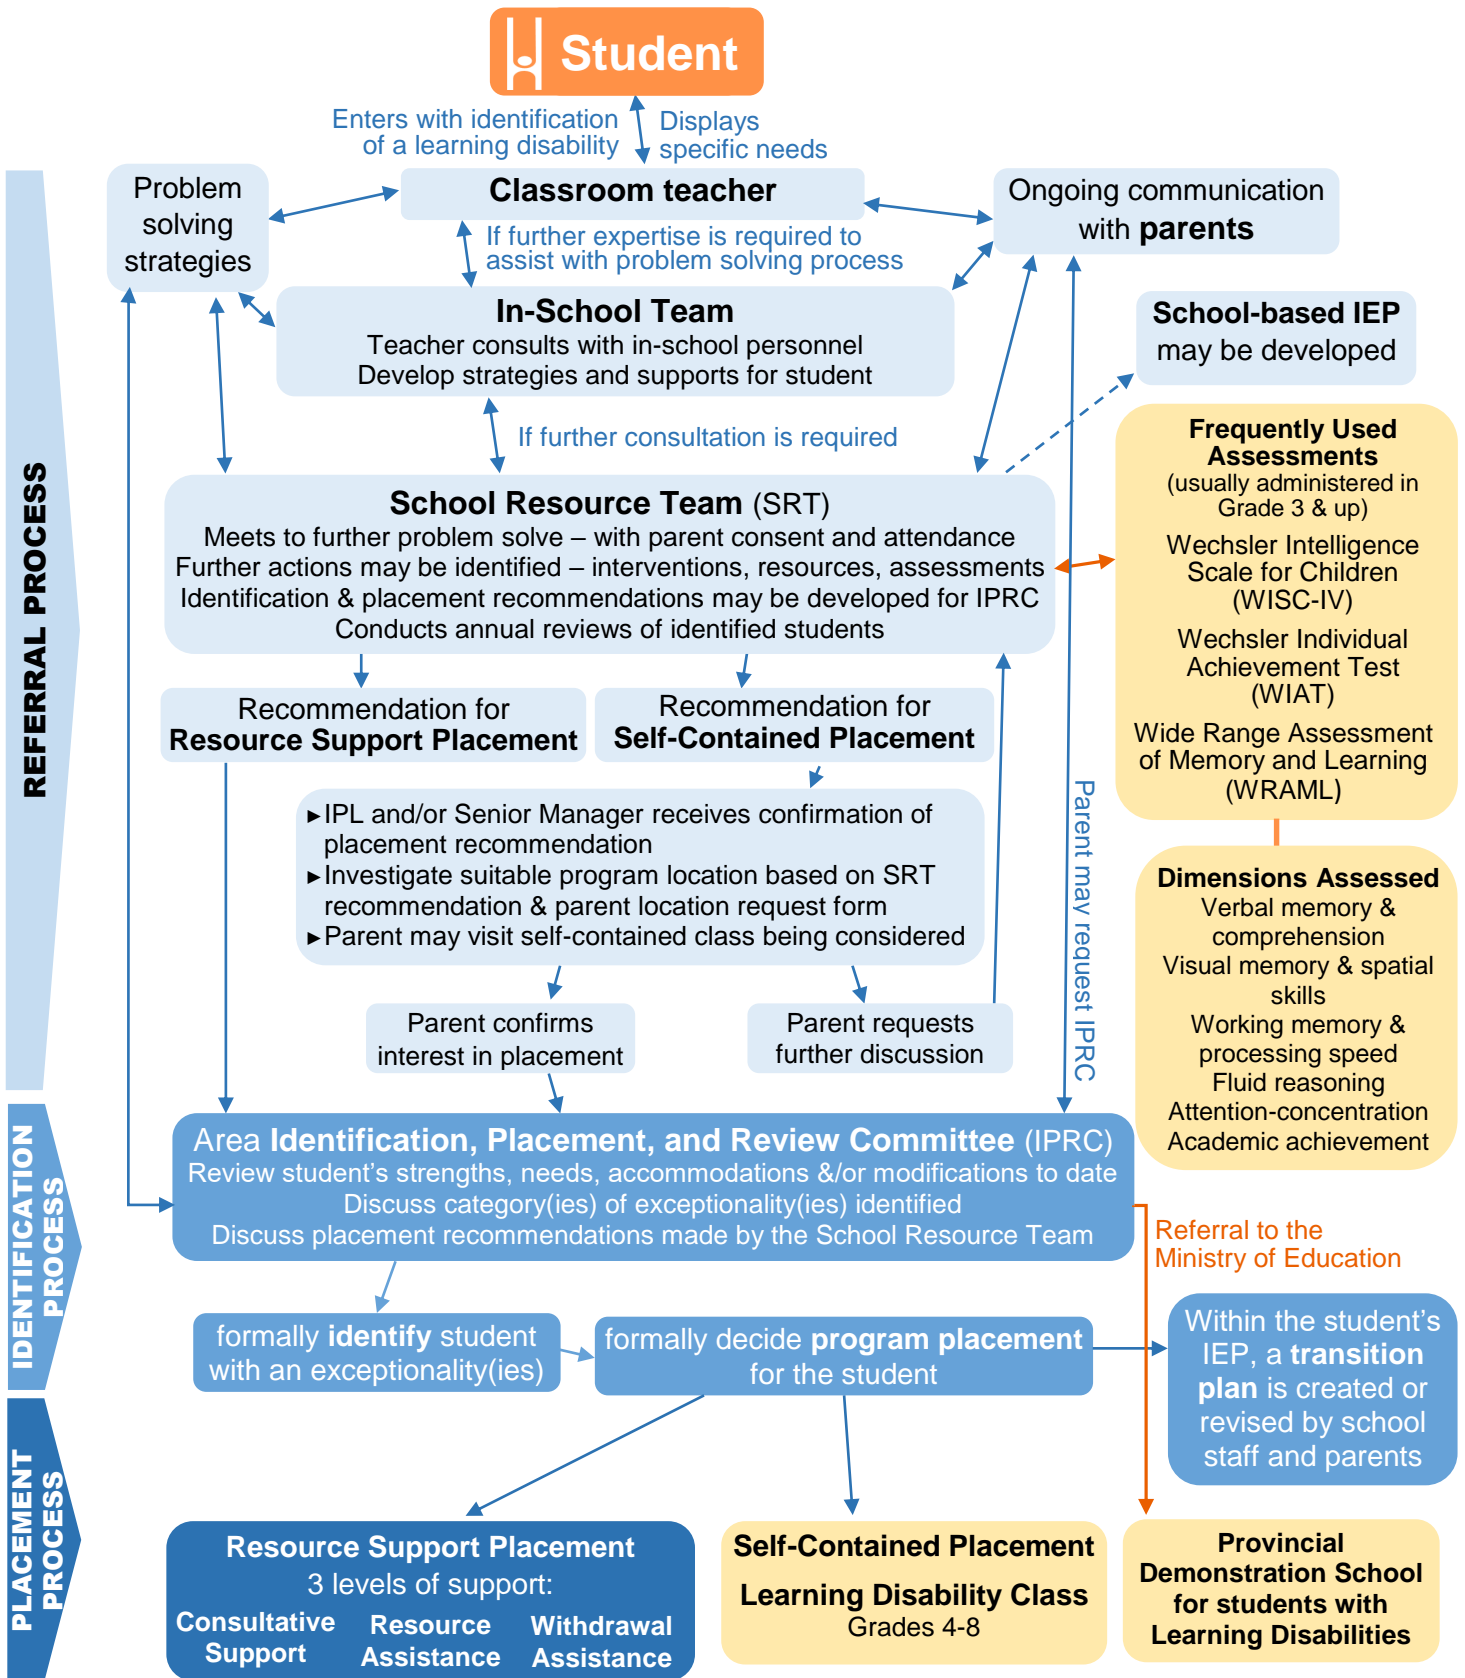 Student
Enters with identification
of a learning disability
Displays
specific needs
REFERRAL PROCESS
Problem
solving
strategies
Classroom teacher
Ongoing communication
with parents
If further expertise is required to
assist with problem solving process
In-School Team
Teacher consults with in-school personnel
Develop strategies and supports for student
School-based IEP
may be developed
If further consultation is required
School Resource Team (SRT)
Meets to further problem solve – with parent consent and attendance
Further actions may be identified – interventions, resources, assessments
Identification & placement recommendations may be developed for IPRC
Conducts annual reviews of identified students
Frequently Used
Assessments
(usually administered in
Grade 3 & up)
Wechsler Intelligence
Scale for Children
(WISC-IV)
Wechsler Individual
Achievement Test
(WIAT)
Wide Range Assessment
of Memory and Learning
(WRAML)
Recommendation for
Resource Support Placement
Recommendation for
Self-Contained Placement
►IPL and/or Senior Manager receives confirmation of
placement recommendation
►Investigate suitable program location based on SRT
recommendation & parent location request form
►Parent may visit self-contained class being considered
Parent may request IPRC
Dimensions Assessed
Verbal memory &
comprehension
Visual memory & spatial
skills
Working memory &
processing speed
Fluid reasoning
Attention-concentration
Academic achievement
Parent confirms
interest in placement
Parent requests
further discussion
IDENTIFICATION
PROCESS
Area Identification, Placement, and Review Committee (IPRC)
Review student’s strengths, needs, accommodations &/or modifications to date
Discuss category(ies) of exceptionality(ies) identified
Discuss placement recommendations made by the School Resource Team
Referral to the
Ministry of Education
formally identify student
with an exceptionality(ies)
formally decide program placement
for the student
Within the student’s
IEP, a transition
plan is created or
revised by school
staff and parents
PLACEMENT
PROCESS
Resource Support Placement
3 levels of support:
Consultative
Support
Resource
Assistance
Withdrawal
Assistance
Self-Contained Placement
Learning Disability Class
Grades 4-8
Provincial
Demonstration School
for students with
Learning Disabilities